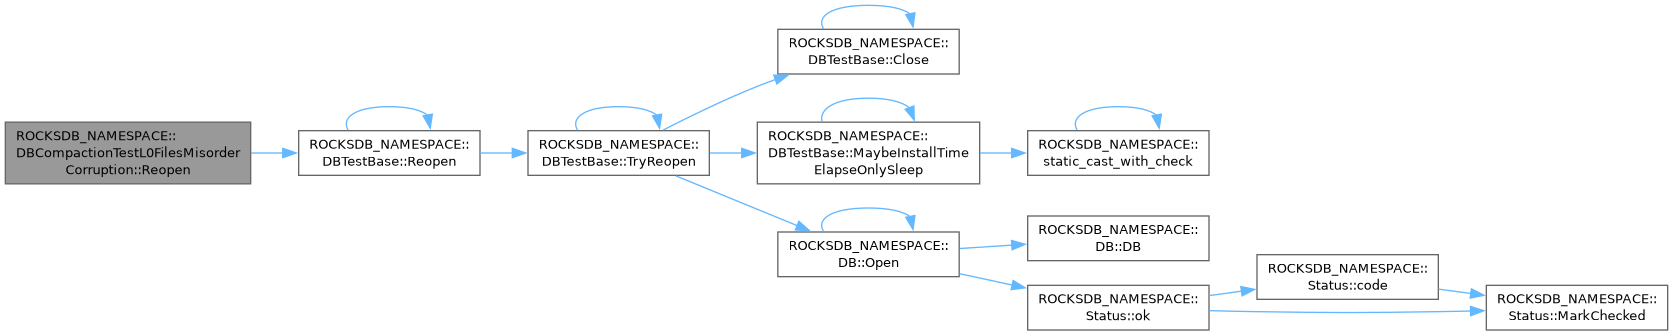 ROCKSDB_NAMESPACE::
DBCompactionTestL0FilesMisorder
Corruption::Reopen
ROCKSDB_NAMESPACE::
DBTestBase::Reopen
ROCKSDB_NAMESPACE::
DBTestBase::TryReopen
ROCKSDB_NAMESPACE::
DBTestBase::Close
ROCKSDB_NAMESPACE::
DBTestBase::MaybeInstallTime
ElapseOnlySleep
ROCKSDB_NAMESPACE::
static_cast_with_check
ROCKSDB_NAMESPACE::
DB::Open
ROCKSDB_NAMESPACE::
DB::DB
ROCKSDB_NAMESPACE::
Status::ok
ROCKSDB_NAMESPACE::
Status::code
ROCKSDB_NAMESPACE::
Status::MarkChecked